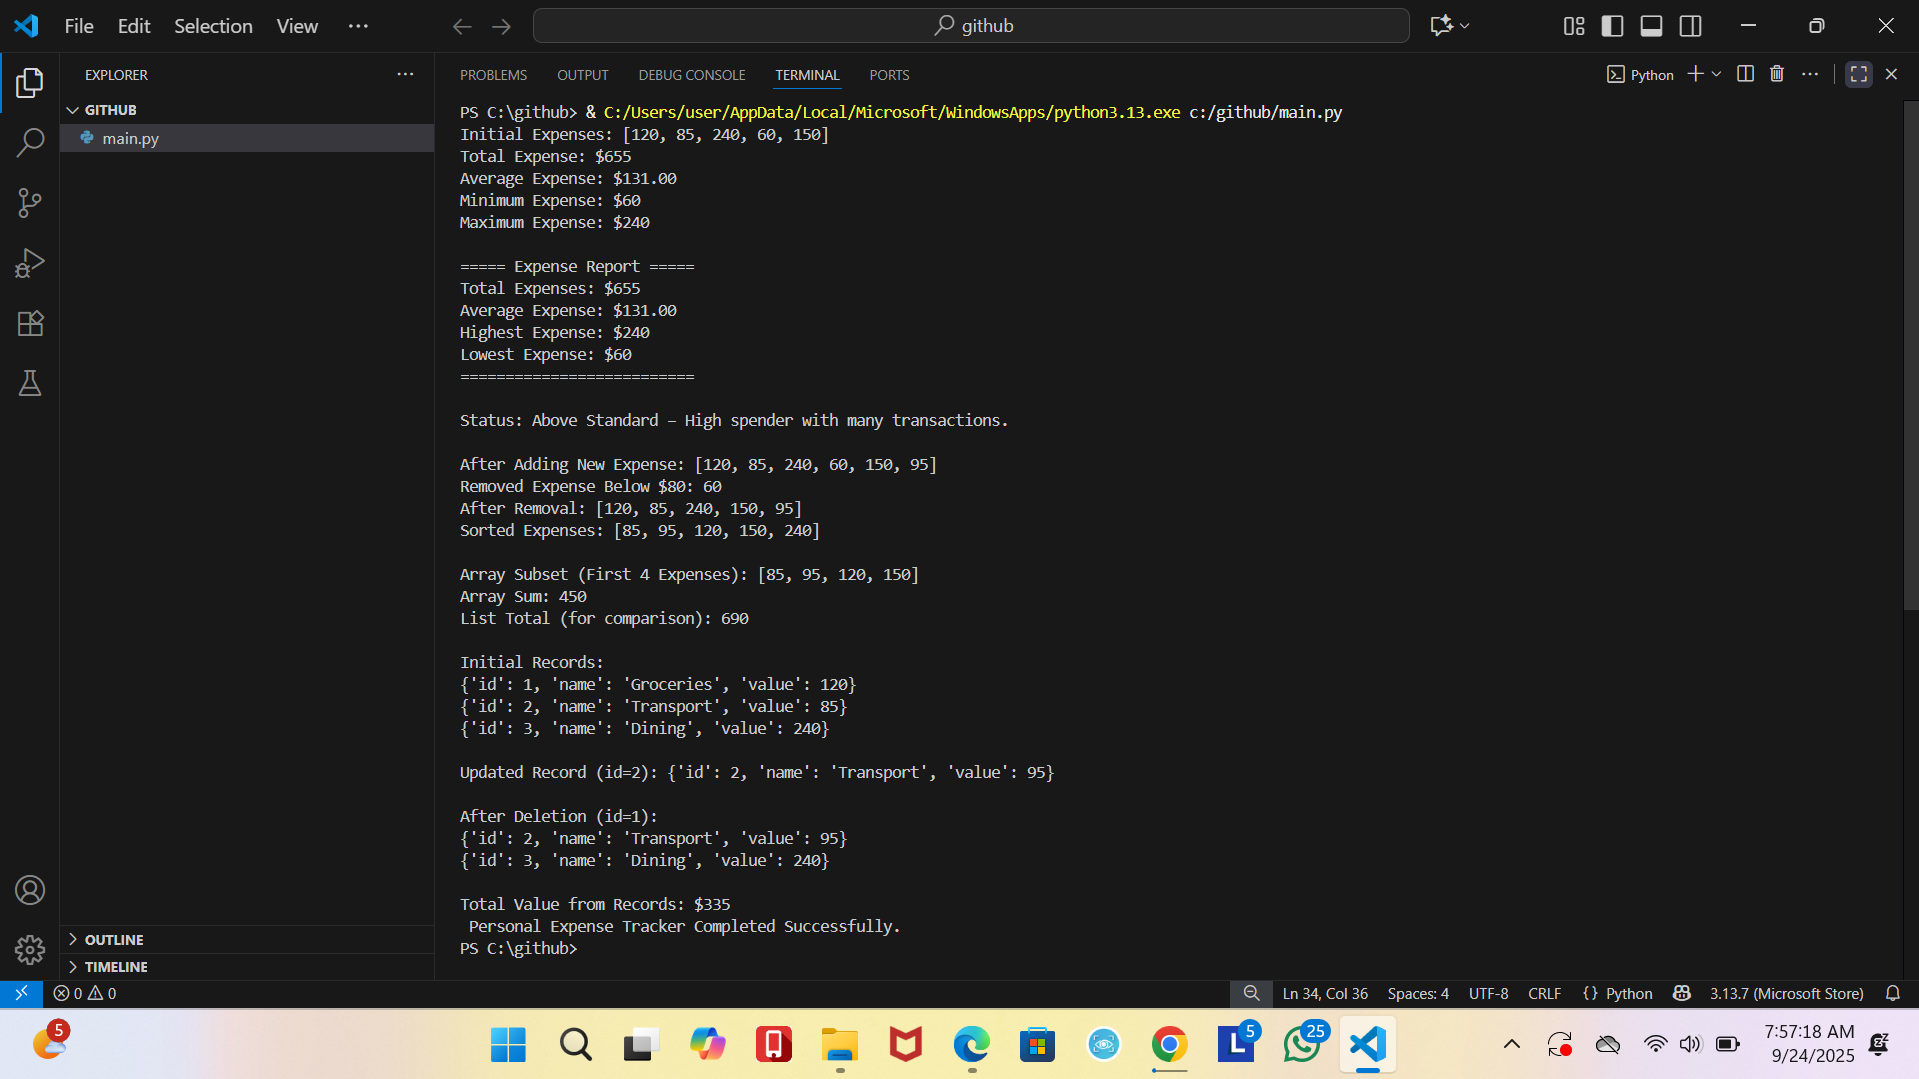 File Edit Selection View ···
github
EXPLORER ···
GITHUB
main.py
OUTLINE
TIMELINE
PROBLEMS OUTPUT DEBUG CONSOLE TERMINAL PORTS
Python
PS C:\github> & C:/Users/user/AppData/Local/Microsoft/WindowsApps/python3.13.exe c:/github/main.py
Initial Expenses: [120, 85, 240, 60, 150]
Total Expense: $655
Average Expense: $131.00
Minimum Expense: $60
Maximum Expense: $240
===== Expense Report =====
Total Expenses: $655
Average Expense: $131.00
Highest Expense: $240
Lowest Expense: $60
==========================
Status: Above Standard – High spender with many transactions.
After Adding New Expense: [120, 85, 240, 60, 150, 95]
Removed Expense Below $80: 60
After Removal: [120, 85, 240, 150, 95]
Sorted Expenses: [85, 95, 120, 150, 240]
Array Subset (First 4 Expenses): [85, 95, 120, 150]
Array Sum: 450
List Total (for comparison): 690
Initial Records:
{'id': 1, 'name': 'Groceries', 'value': 120}
{'id': 2, 'name': 'Transport', 'value': 85}
{'id': 3, 'name': 'Dining', 'value': 240}
Updated Record (id=2): {'id': 2, 'name': 'Transport', 'value': 95}
After Deletion (id=1):
{'id': 2, 'name': 'Transport', 'value': 95}
{'id': 3, 'name': 'Dining', 'value': 240}
Total Value from Records: $335
Personal Expense Tracker Completed Successfully.
PS C:\github>
0 0 Ln 34, Col 36 Spaces: 4 UTF-8 CRLF {} Python 3.13.7 (Microsoft Store)
5 L 5 25 7:57:18 AM
9/24/2025